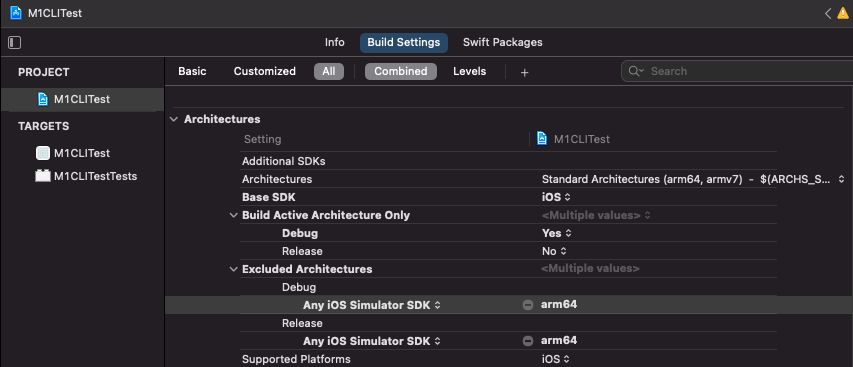 M1CLITest
Info Build Settings Swift Packages
PROJECT
M1CLITest
TARGETS
M1CLITest
M1CLITestTests
Basic Customized All Combined Levels + Search
Architectures
Setting M1CLITest
Additional SDKs
Architectures Standard Architectures (arm64, armv7) - $(ARCHS_S...
Base SDK iOS
Build Active Architecture Only <Multiple values>
Debug Yes
Release No
Excluded Architectures <Multiple values>
Debug
Any iOS Simulator SDK arm64
Release
Any iOS Simulator SDK arm64
Supported Platforms iOS